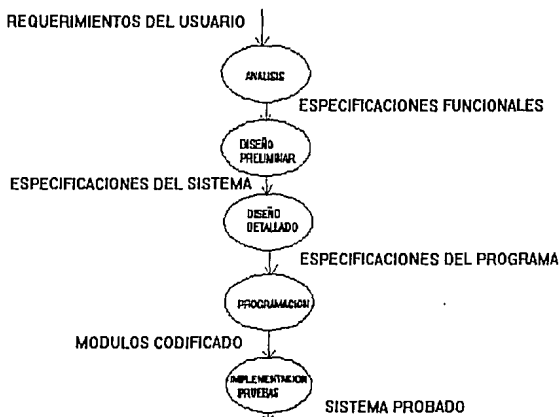 REQUERIMIENTOS DEL USUARIO
ANALISIS
ESPECIFICACIONES FUNCIONALES
DISEÑO
PRELIMINAR
ESPECIFICACIONES DEL SISTEMA
DISEÑO
DETALLADO
ESPECIFICACIONES DEL PROGRAMA
PROGRAMACION
MODULOS CODIFICADO
IMPLEMENTACION
PRUEBAS
SISTEMA PROBADO